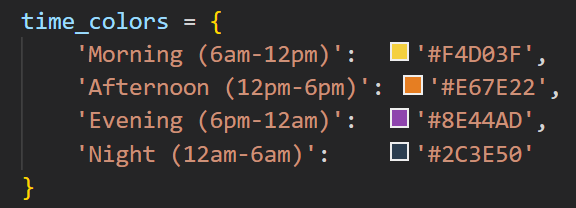 time_colors = {
    'Morning (6am-12pm)':   '#F4D03F',
    'Afternoon (12pm-6pm)': '#E67E22',
    'Evening (6pm-12am)':   '#8E44AD',
    'Night (12am-6am)':     '#2C3E50'
}